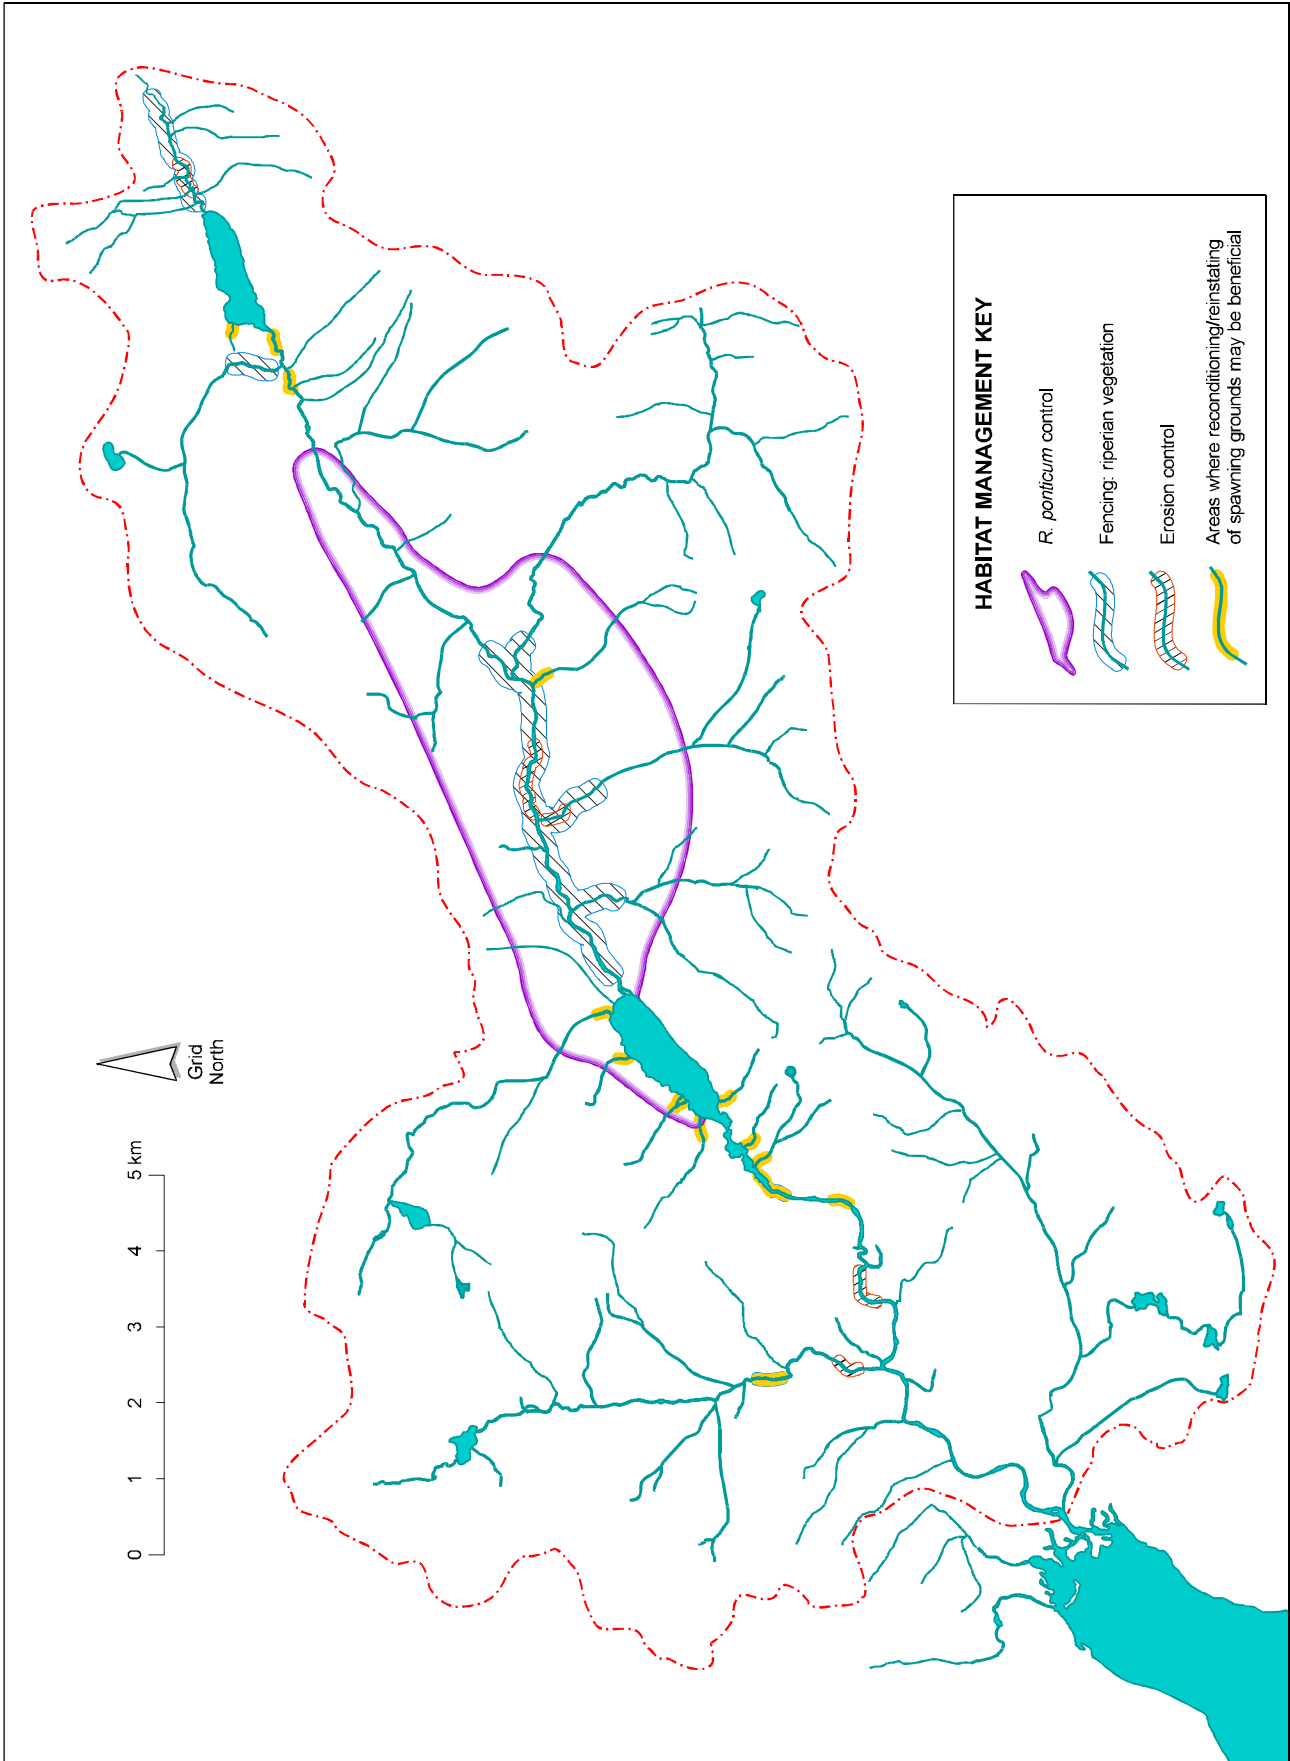 Grid
North
0 1 2 3 4 5 km
HABITAT MANAGEMENT KEY
R. ponticum control
Fencing: riperian vegetation
Erosion control
Areas where reconditioning/reinstating
of spawning grounds may be beneficial